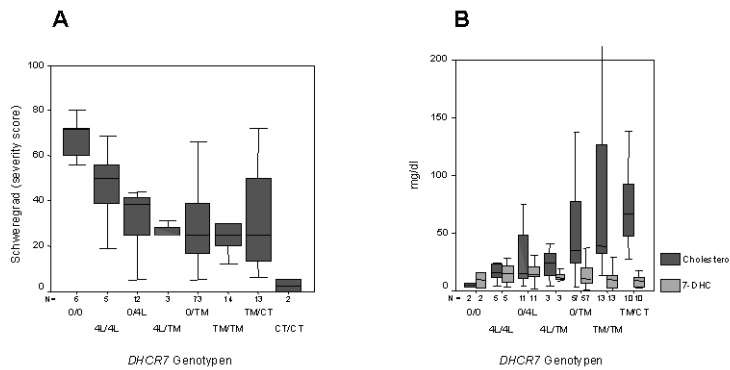 A
Schweregrad (severity score)
100
80
60
40
20
0
N = 6 5 12 3 73 14 13 2
0/0 0/4L 0/TM TM/CT
4L/4L 4L/TM TM/TM CT/CT
DHCR7 Genotypen
B
mg/dl
200
150
100
50
0
N = 2 2 5 5 11 11 3 3 57 57 13 13 10 10
0/0 0/4L 0/TM TM/CT
4L/4L 4L/TM TM/TM
DHCR7 Genotypen
Cholestero
7-DHC